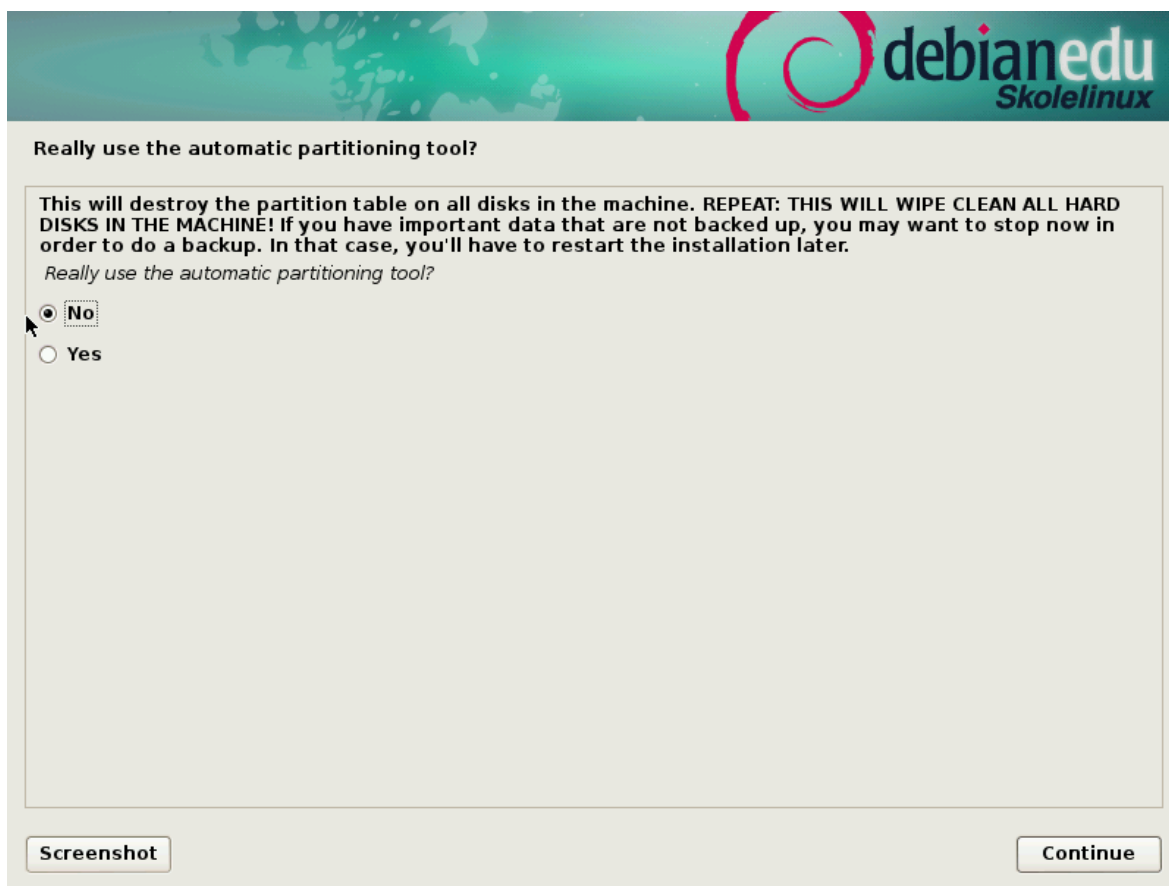 debianedu
Skolelinux
Really use the automatic partitioning tool?
This will destroy the partition table on all disks in the machine. REPEAT: THIS WILL WIPE CLEAN ALL HARD
DISKS IN THE MACHINE! If you have important data that are not backed up, you may want to stop now in
order to do a backup. In that case, you'll have to restart the installation later.
Really use the automatic partitioning tool?
No
Yes
Screenshot
Continue